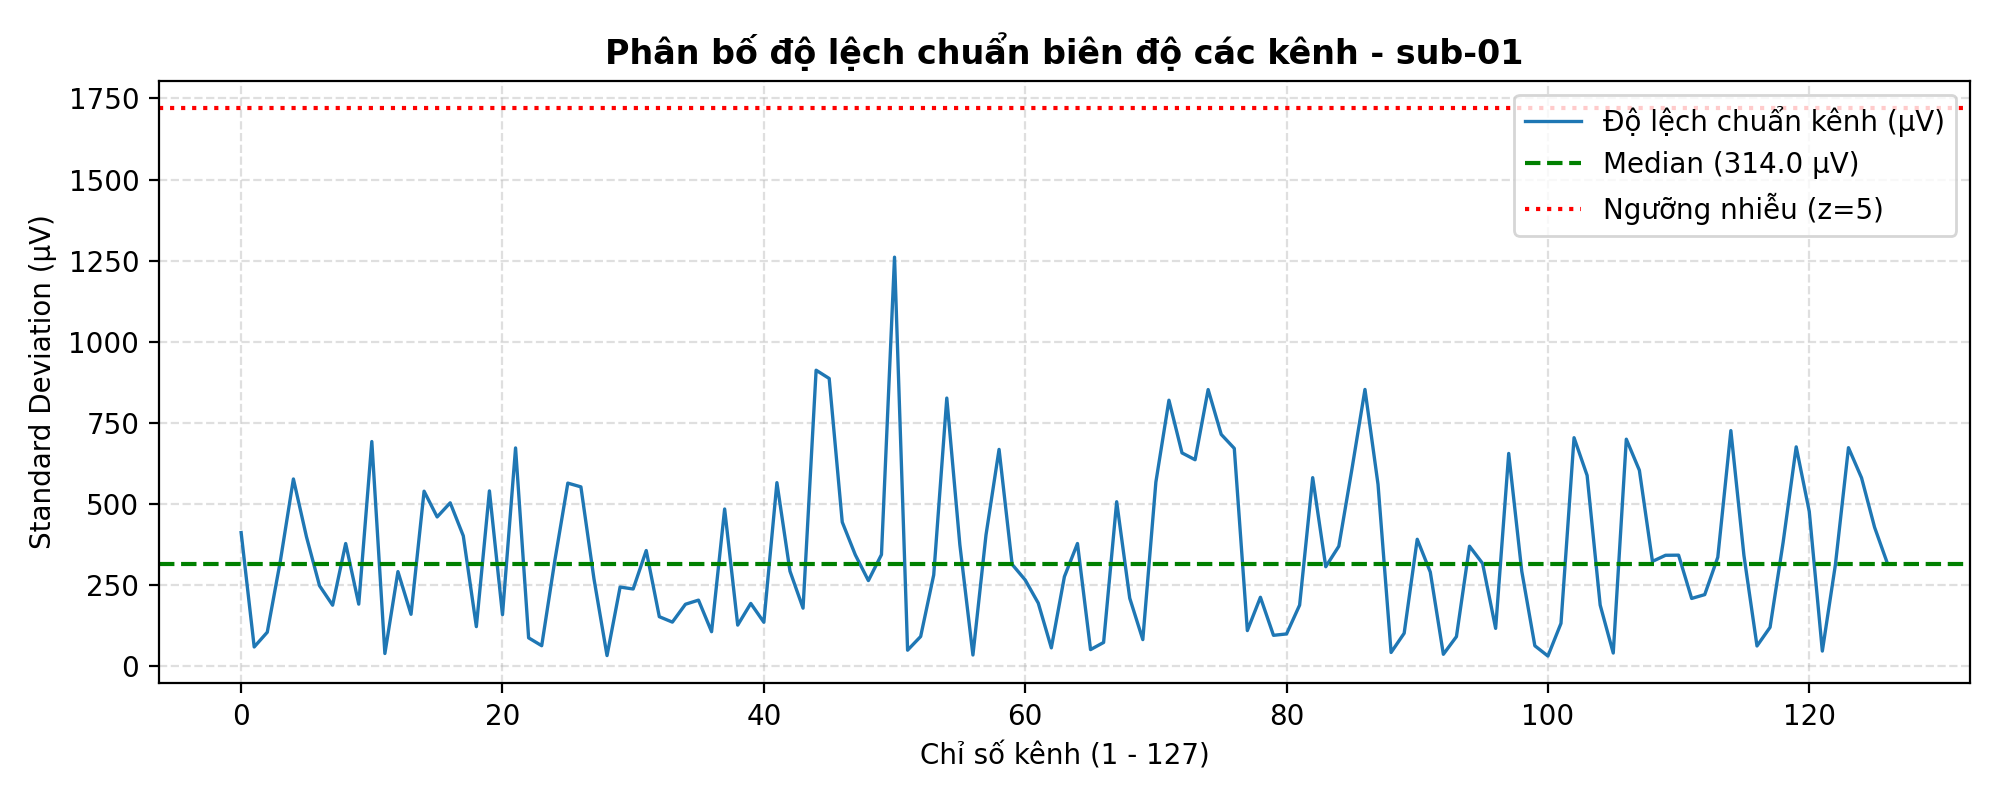 Phân bố độ lệch chuẩn biên độ các kênh - sub-01
Standard Deviation (µV)
1750
1500
1250
1000
750
500
250
0
Độ lệch chuẩn kênh (µV)
Median (314.0 µV)
Ngưỡng nhiễu (z=5)
0 20 40 60 80 100 120
Chỉ số kênh (1 - 127)